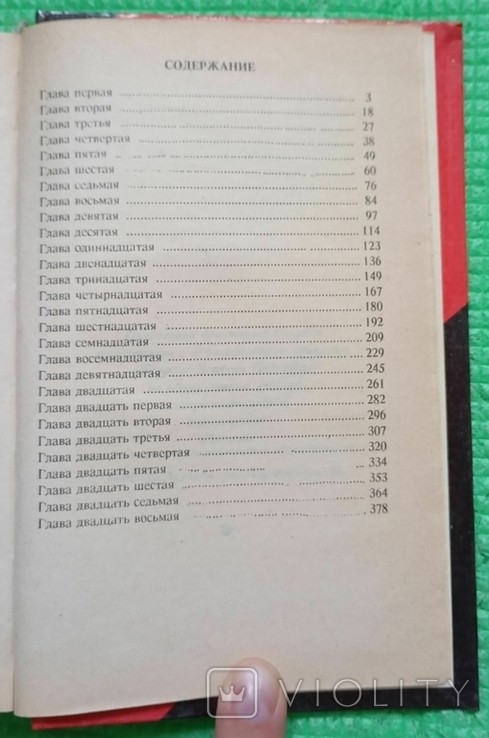 СОДЕРЖАНИЕ
Глава первая 3
Глава вторая 18
Глава третья 27
Глава четвертая 38
Глава пятая 49
Глава шестая 60
Глава седьмая 76
Глава восьмая 84
Глава девятая 97
Глава десятая 114
Глава одиннадцатая 123
Глава двенадцатая 136
Глава тринадцатая 149
Глава четырнадцатая 167
Глава пятнадцатая 180
Глава шестнадцатая 192
Глава семнадцатая 209
Глава восемнадцатая 229
Глава девятнадцатая 245
Глава двадцатая 261
Глава двадцать первая 282
Глава двадцать вторая 296
Глава двадцать третья 307
Глава двадцать четвертая 320
Глава двадцать пятая 334
Глава двадцать шестая 353
Глава двадцать седьмая 364
Глава двадцать восьмая 378
VIOLITY